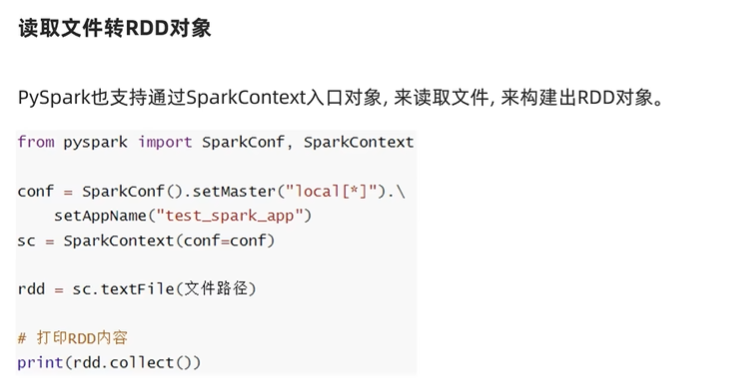 读取文件转RDD对象
PySpark也支持通过SparkContext入口对象, 来读取文件, 来构建出RDD对象。
from pyspark import SparkConf, SparkContext
conf = SparkConf().setMaster("local[*]").\
    setAppName("test_spark_app")
sc = SparkContext(conf=conf)
rdd = sc.textFile(文件路径)
# 打印RDD内容
print(rdd.collect())